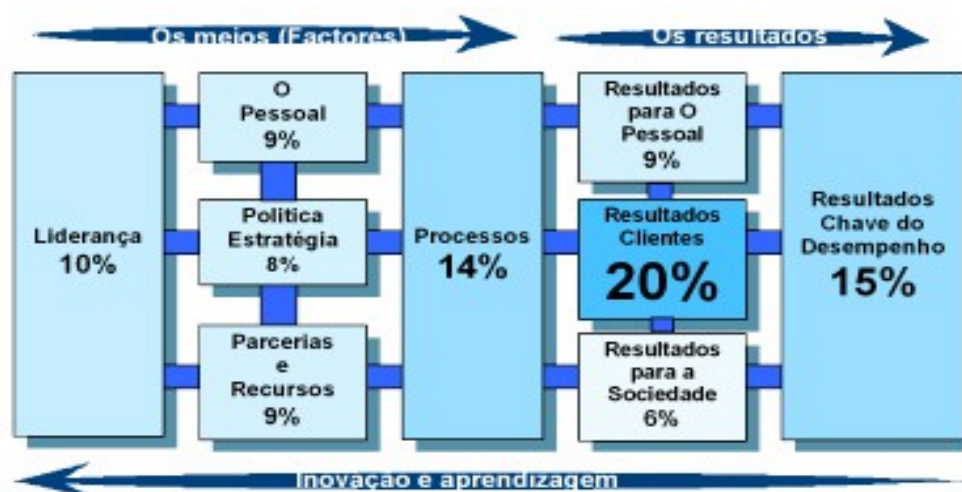 Os meios (Factores)
Os resultados
Liderança
10%
O
Pessoal
9%
Politica
Estratégia
8%
Parcerias
e
Recursos
9%
Processos
14%
Resultados
para O
Pessoal
9%
Resultados
Clientes
20%
Resultados
para a
Sociedade
6%
Resultados
Chave do
Desempenho
15%
Inovação e aprendizagem